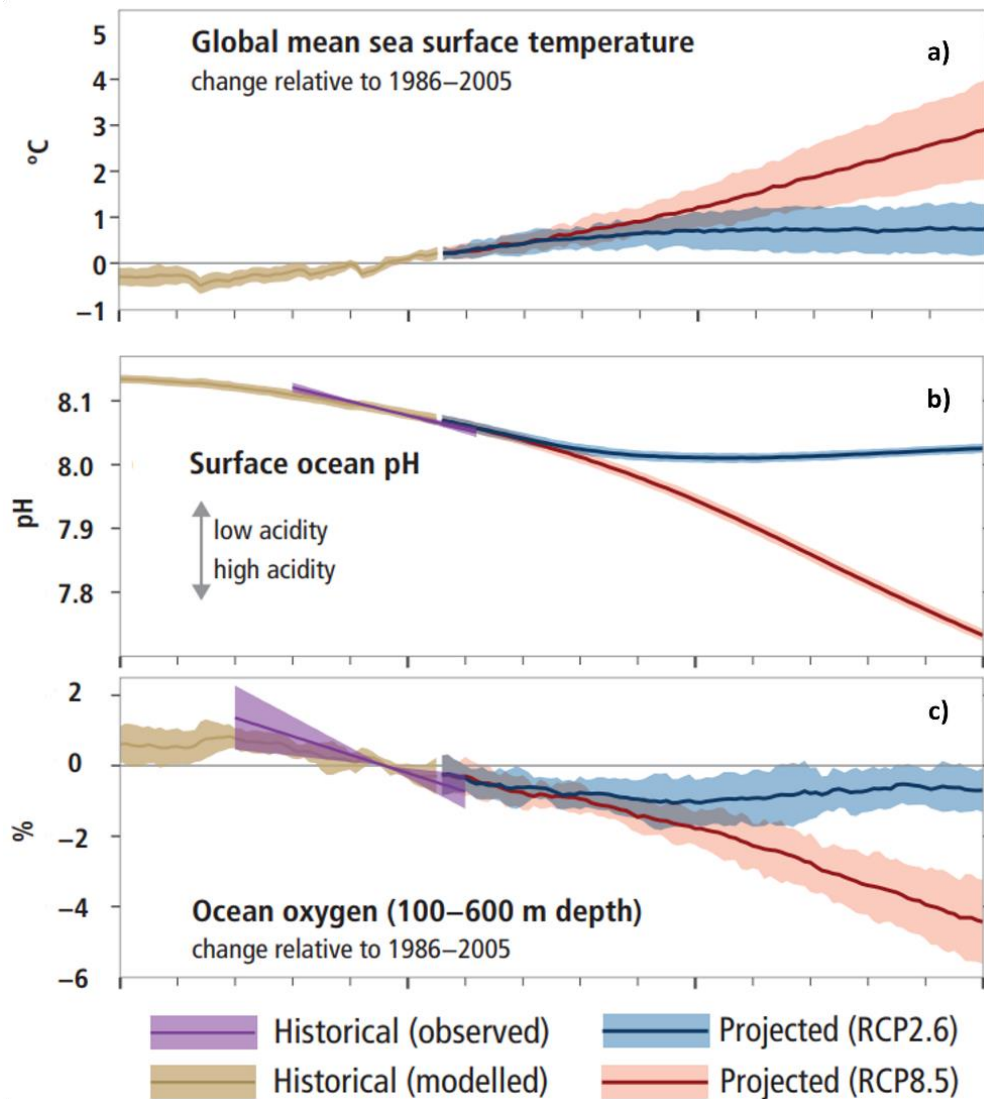 Global mean sea surface temperature
change relative to 1986–2005
a)
°C
5
4
3
2
1
0
−1
b)
pH
8.1
8.0
7.9
7.8
Surface ocean pH
low acidity
high acidity
c)
%
2
0
−2
−4
−6
Ocean oxygen (100–600 m depth)
change relative to 1986–2005
Historical (observed)
Projected (RCP2.6)
Historical (modelled)
Projected (RCP8.5)